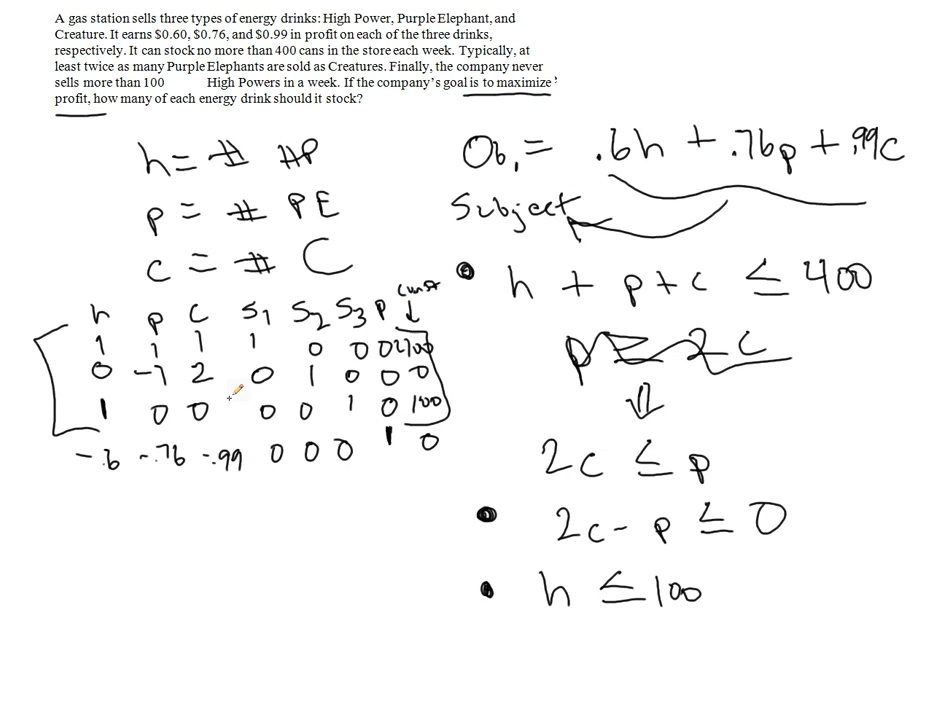 A gas station sells three types of energy drinks: High Power, Purple Elephant, and
Creature. It earns $0.60, $0.76, and $0.99 in profit on each of the three drinks,
respectively. It can stock no more than 400 cans in the store each week. Typically, at
least twice as many Purple Elephants are sold as Creatures. Finally, the company never
sells more than 100 High Powers in a week. If the company's goal is to maximize
profit, how many of each energy drink should it stock?
h = # HP
p = # PE
c = # C
h p c S1 S2 S3 P const ↓
1 1 1 1 0 0 0 400
0 -1 2 0 1 0 0 0
1 0 0 0 0 1 0 100
-.6 -.76 -.99 0 0 0 1 0
Ob. = .6h + .76p + .99c
Subject
h + p + c ≤ 400
p ≥ 2c
⇓
2c ≤ p
2c - p ≤ 0
h ≤ 100